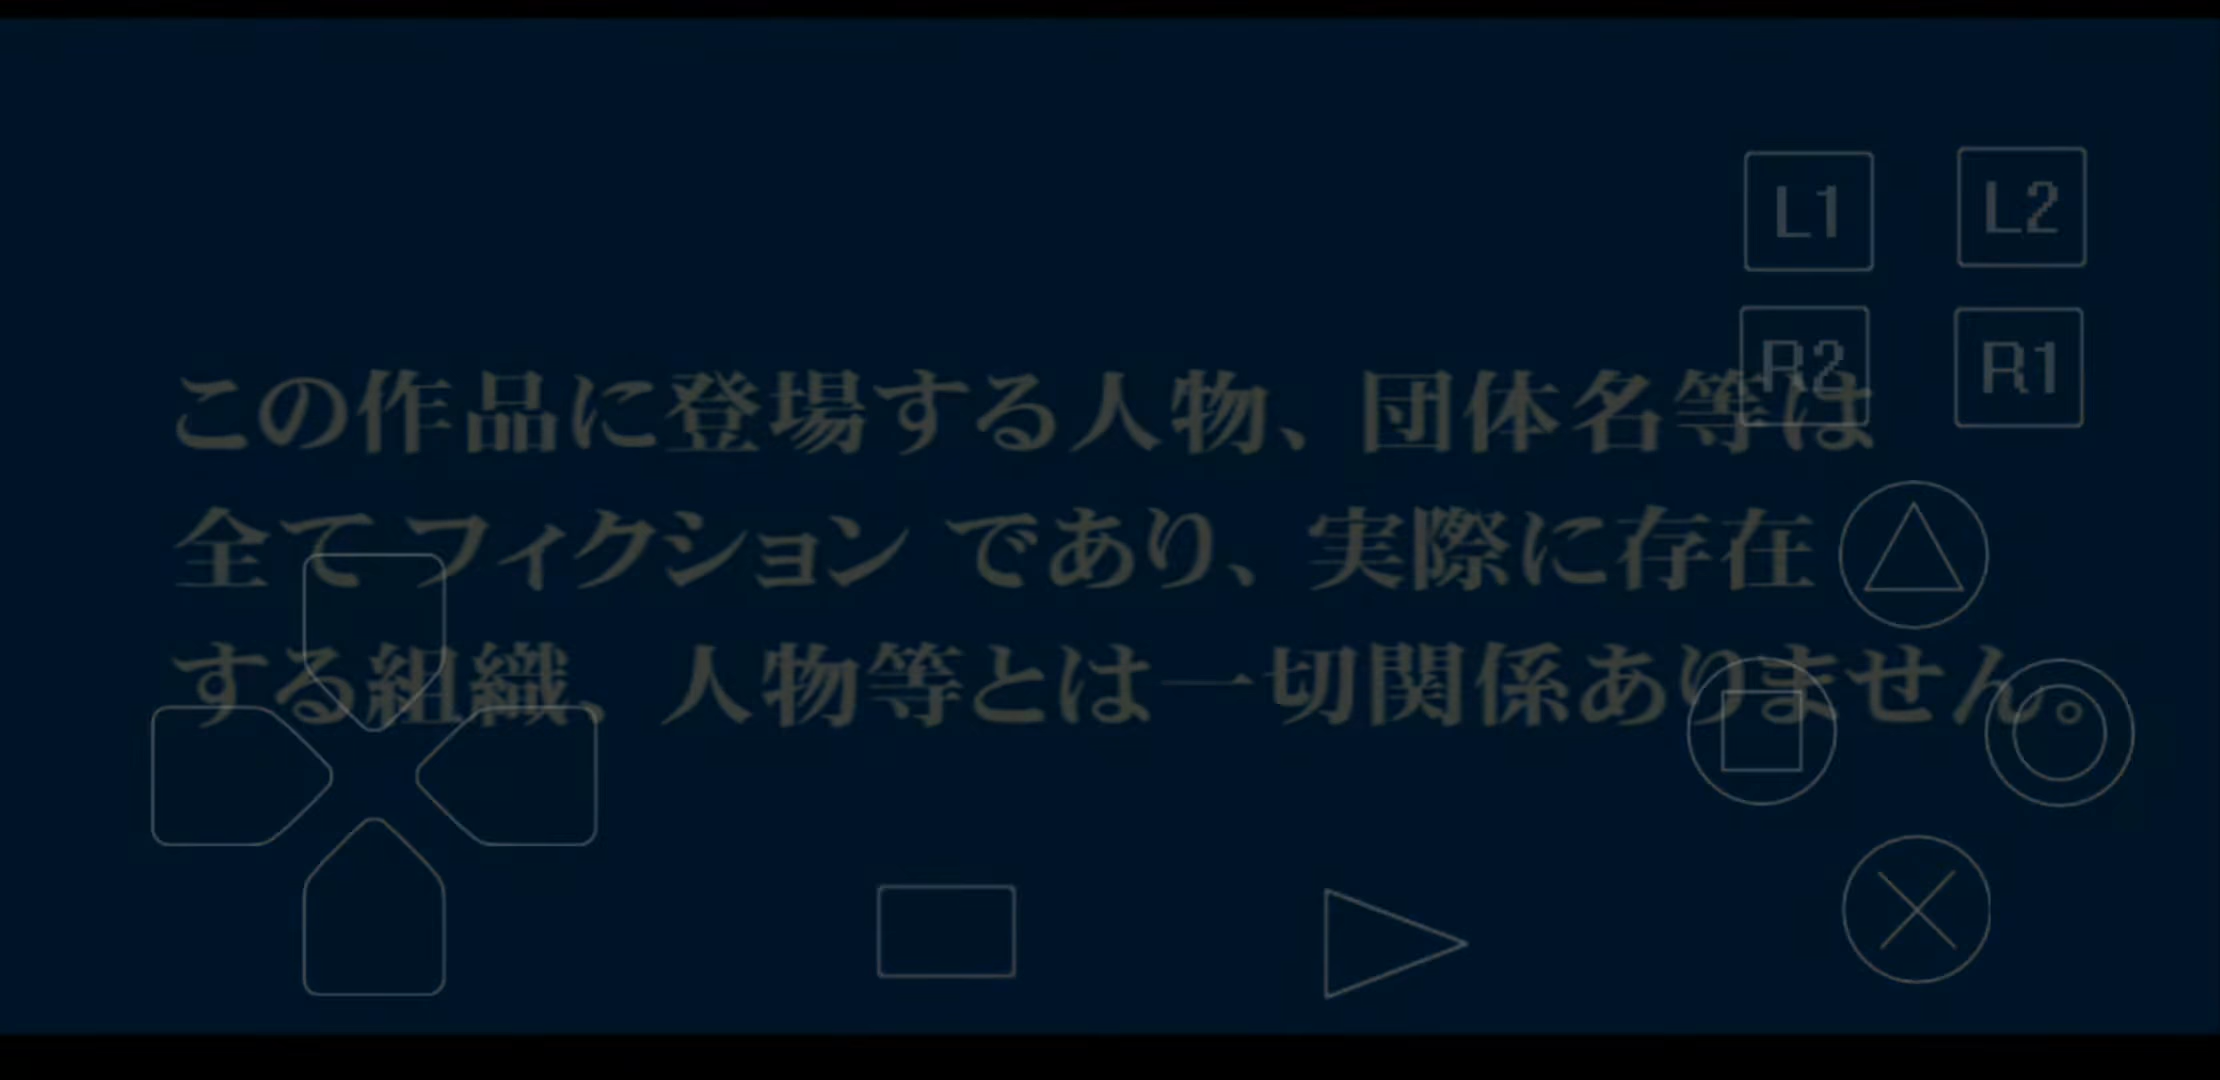 L1 L2
R2 R1
この作品に登場する人物、団体名等は
全てフィクションであり、実際に存在
する組織、人物等とは一切関係ありません。